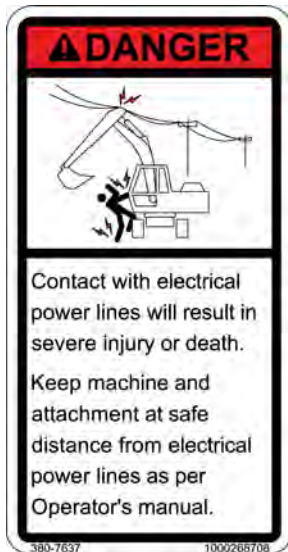 DANGER
Contact with electrical
power lines will result in
severe injury or death.
Keep machine and
attachment at safe
distance from electrical
power lines as per
Operator's manual.
380-7637 1000268708